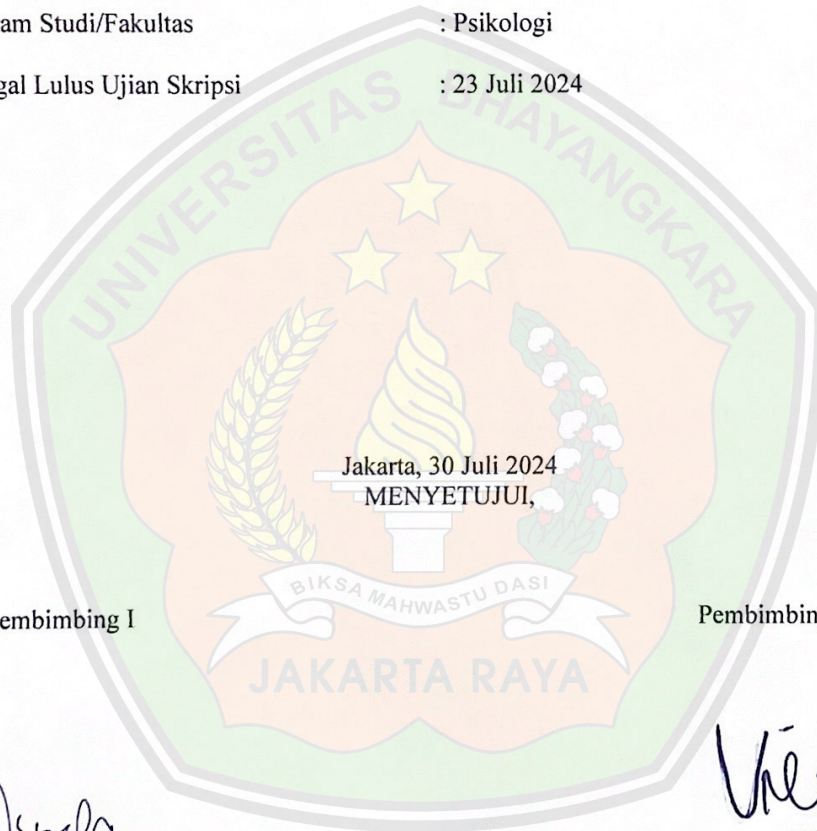 am Studi/Fakultas : Psikologi
gal Lulus Ujian Skripsi : 23 Juli 2024
UNIVERSITAS BHAYANGKARA
Jakarta, 30 Juli 2024
MENYETUJUI,
BIKSA MAHWASTU DASI
embimbing I Pembimbin
JAKARTA RAYA